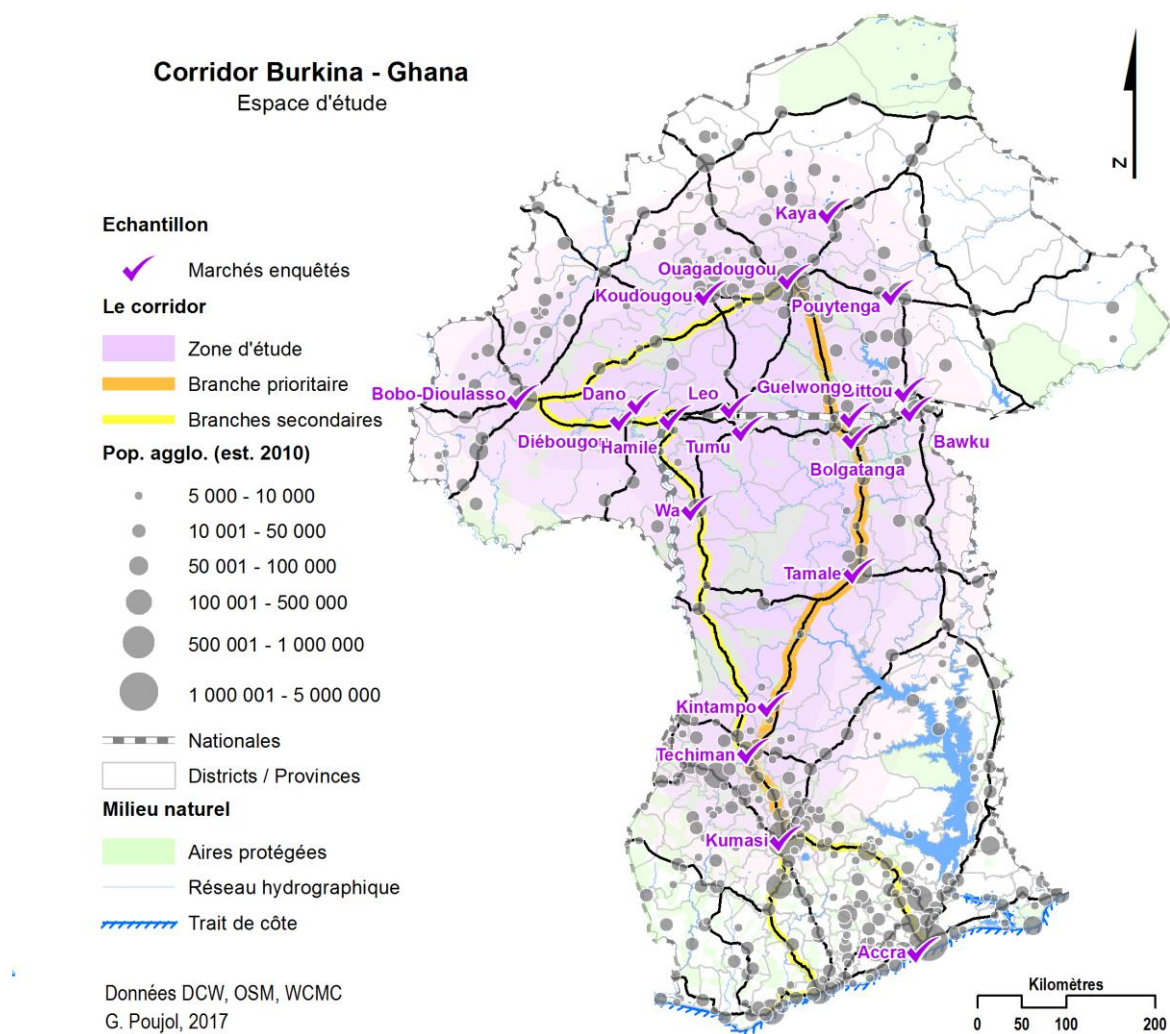 Corridor Burkina - Ghana
Espace d'étude
Echantillon
Marchés enquêtés
Le corridor
Zone d'étude
Branche prioritaire
Branches secondaires
Pop. agglo. (est. 2010)
5 000 - 10 000
10 001 - 50 000
50 001 - 100 000
100 001 - 500 000
500 001 - 1 000 000
1 000 001 - 5 000 000
Nationales
Districts / Provinces
Milieu naturel
Aires protégées
Réseau hydrographique
Trait de côte
Données DCW, OSM, WCMC
G. Poujol, 2017
N
Kaya
Ouagadougou
Koudougou
Pouytenga
Bobo-Dioulasso
Dano
Leo
Guelwongo
ittou
Diébougou
Hamile
Tumu
Bawku
Bolgatanga
Wa
Tamale
Kintampo
Techiman
Kumasi
Accra
Kilomètres
0 50 100 200